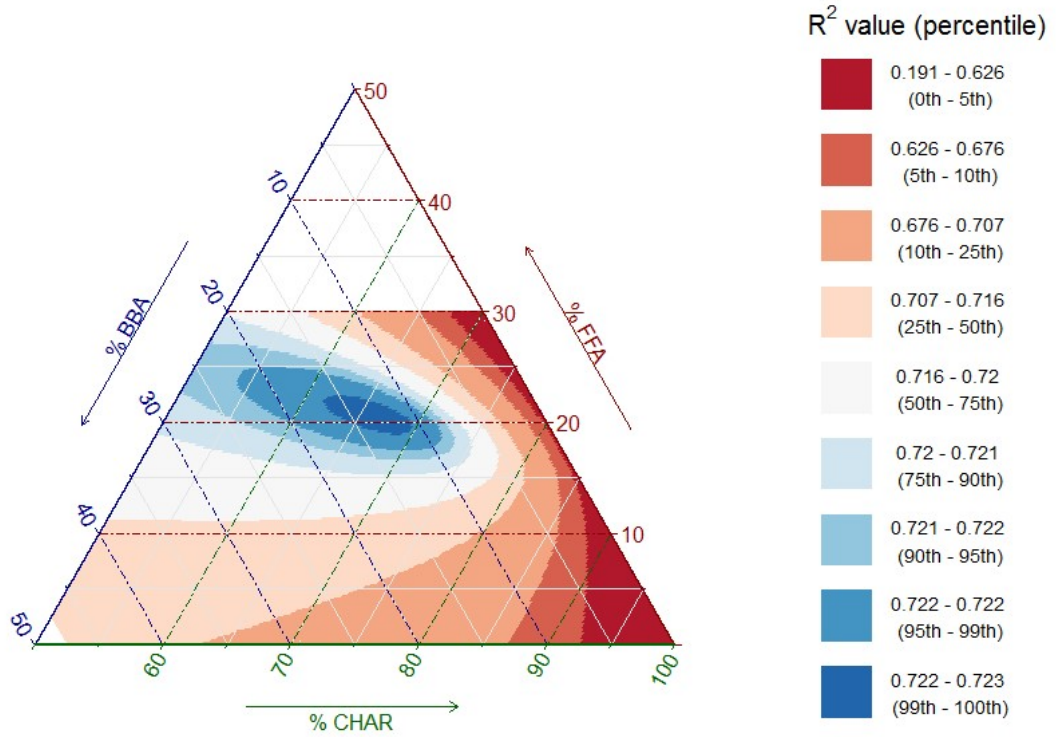 R2 value (percentile)
0.191 - 0.626
(0th - 5th)
0.626 - 0.676
(5th - 10th)
0.676 - 0.707
(10th - 25th)
0.707 - 0.716
(25th - 50th)
0.716 - 0.72
(50th - 75th)
0.72 - 0.721
(75th - 90th)
0.721 - 0.722
(90th - 95th)
0.722 - 0.722
(95th - 99th)
0.722 - 0.723
(99th - 100th)
50
40
30
20
10
% FFA
10
20
30
40
50
% BBA
60
70
80
90
100
% CHAR